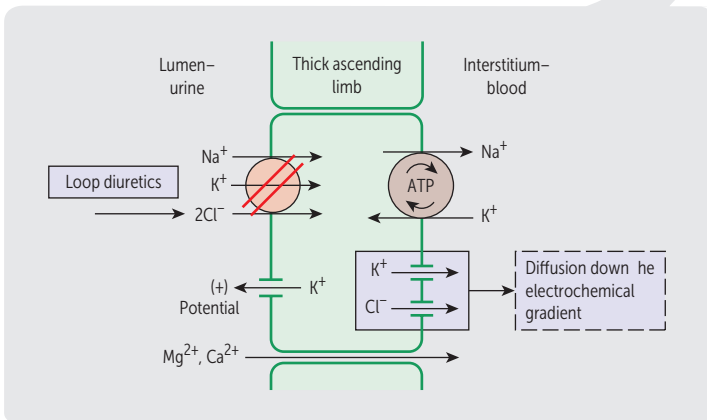 Lumen–
urine
Thick ascending
limb
Interstitium–
blood
Na⁺
K⁺
2Cl⁻
Loop diuretics
ATP
Na⁺
K⁺
(+)
Potential
K⁺
K⁺
Cl⁻
Diffusion down he
electrochemical
gradient
Mg²⁺, Ca²⁺